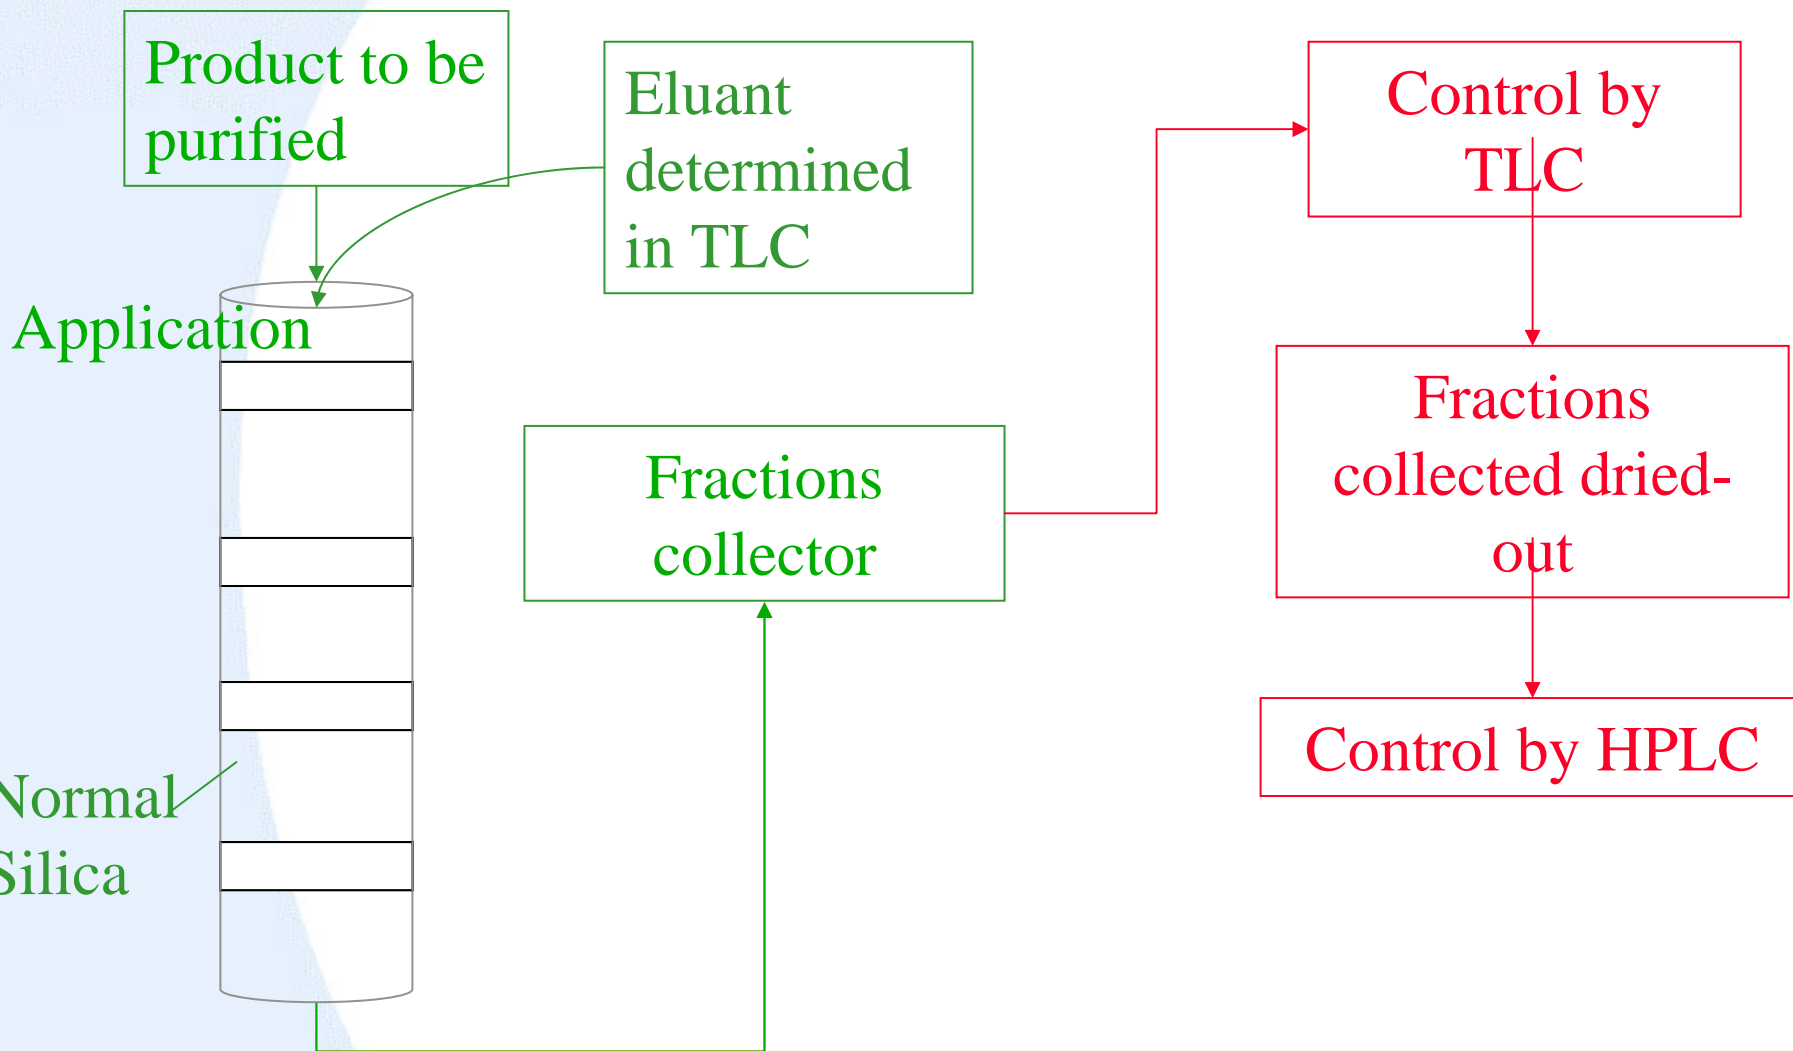 Product to be
purified
Eluant
determined
in TLC
Application
Normal
Silica
Fractions
collector
Control by
TLC
Fractions
collected dried-
out
Control by HPLC